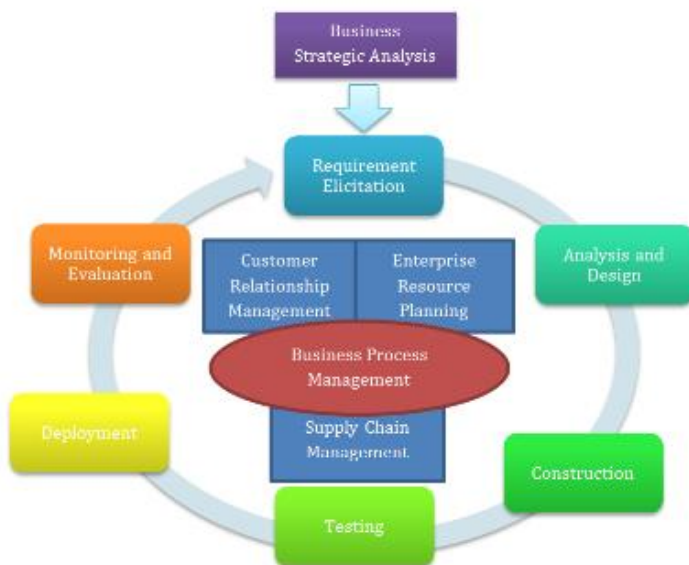 Business
Strategic Analysis
Requirement
Elicitation
Monitoring and
Evaluation
Customer
Relationship
Management
Enterprise
Resource
Planning
Analysis and
Design
Business Process
Management
Deployment
Supply Chain
Management
Construction
Testing